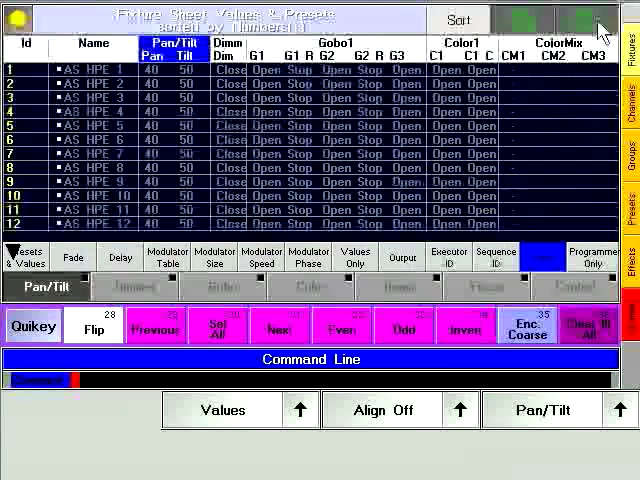 Fixture Sheet Values & Presets Sort
sorted by Numbers
Id Name Pan/Tilt Dimm Gobo1 Color1 ColorMix
Pan Tilt Dim G1 G1 R G2 G2 R G3 C1 C1 C CM1 CM2 CM3
1 AS HPE 1 40 50 Close Open Stop Open Stop Open Open Open -
2 AS HPE 2 40 50 Close Open Stop Open Stop Open Open Open -
3 AS HPE 3 40 50 Close Open Stop Open Stop Open Open Open -
4 AS HPE 4 40 50 Close Open Stop Open Stop Open Open Open -
5 AS HPE 5 40 50 Close Open Stop Open Stop Open Open Open -
6 AS HPE 6 40 50 Close Open Stop Open Stop Open Open Open -
7 AS HPE 7 40 50 Close Open Stop Open Stop Open Open Open -
8 AS HPE 8 40 50 Close Open Stop Open Stop Open Open Open -
9 AS HPE 9 40 50 Close Open Stop Open Stop Open Open Open -
10 AS HPE 10 40 50 Close Open Stop Open Stop Open Open Open -
11 AS HPE 11 40 50 Close Open Stop Open Stop Open Open Open -
12 AS HPE 12 40 50 Close Open Stop Open Stop Open Open Open -
Fixtures
Channels
Groups
Presets
Effects
Presets & Values Fade Delay Modulator Table Modulator Size Modulator Speed Modulator Phase Values Only Output Executor ID Sequence ID Programmer Only
Pan/Tilt Dimmer Gobo Color Beam Focus Control
Quikey 28 Flip Previous Set All Next Even Odd Invert 35 Enc. Coarse Clear All
Command Line
Command
Values Align Off Pan/Tilt